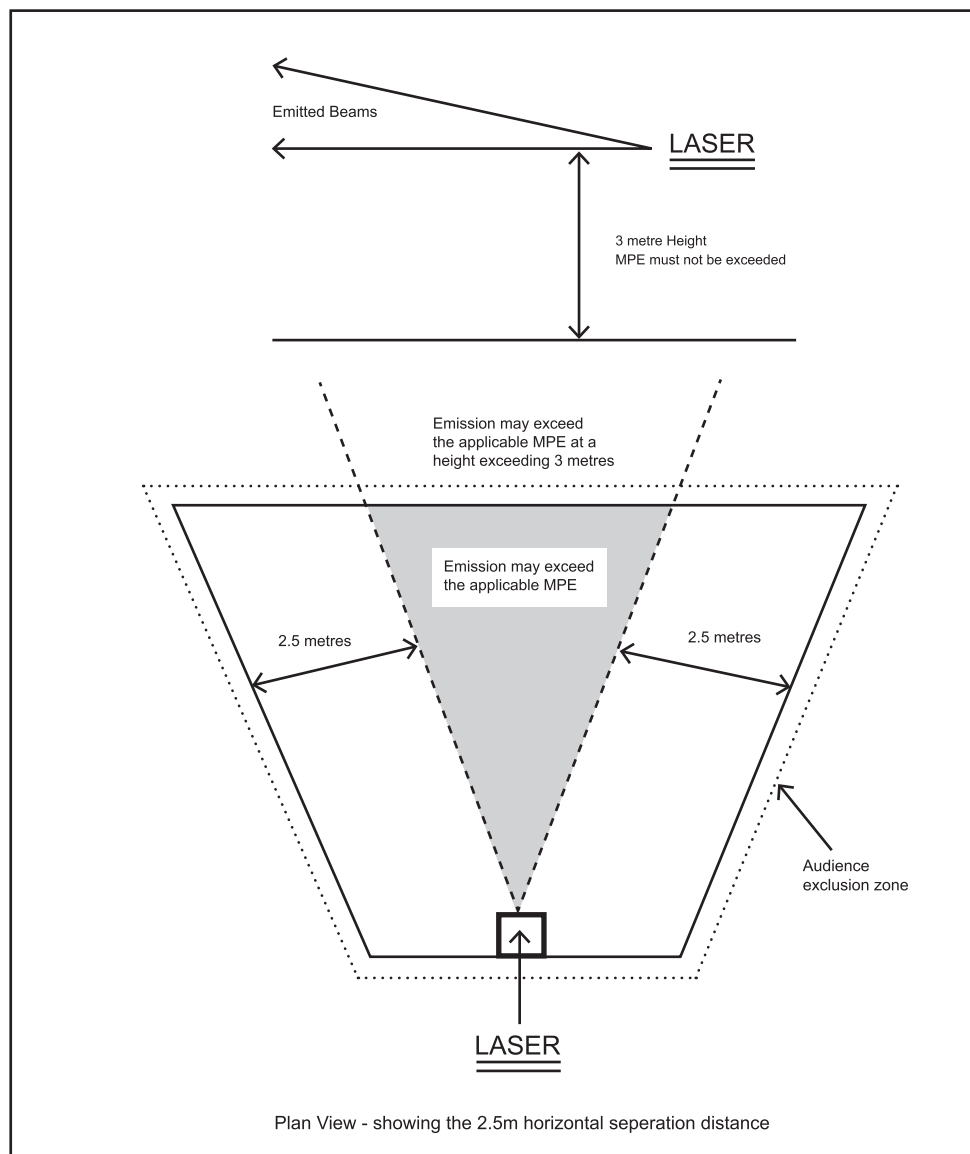 Emitted Beams
LASER
3 metre Height
MPE must not be exceeded
Emission may exceed
the applicable MPE at a
height exceeding 3 metres
Emission may exceed
the applicable MPE
2.5 metres
2.5 metres
Audience
exclusion zone
LASER
Plan View - showing the 2.5m horizontal seperation distance